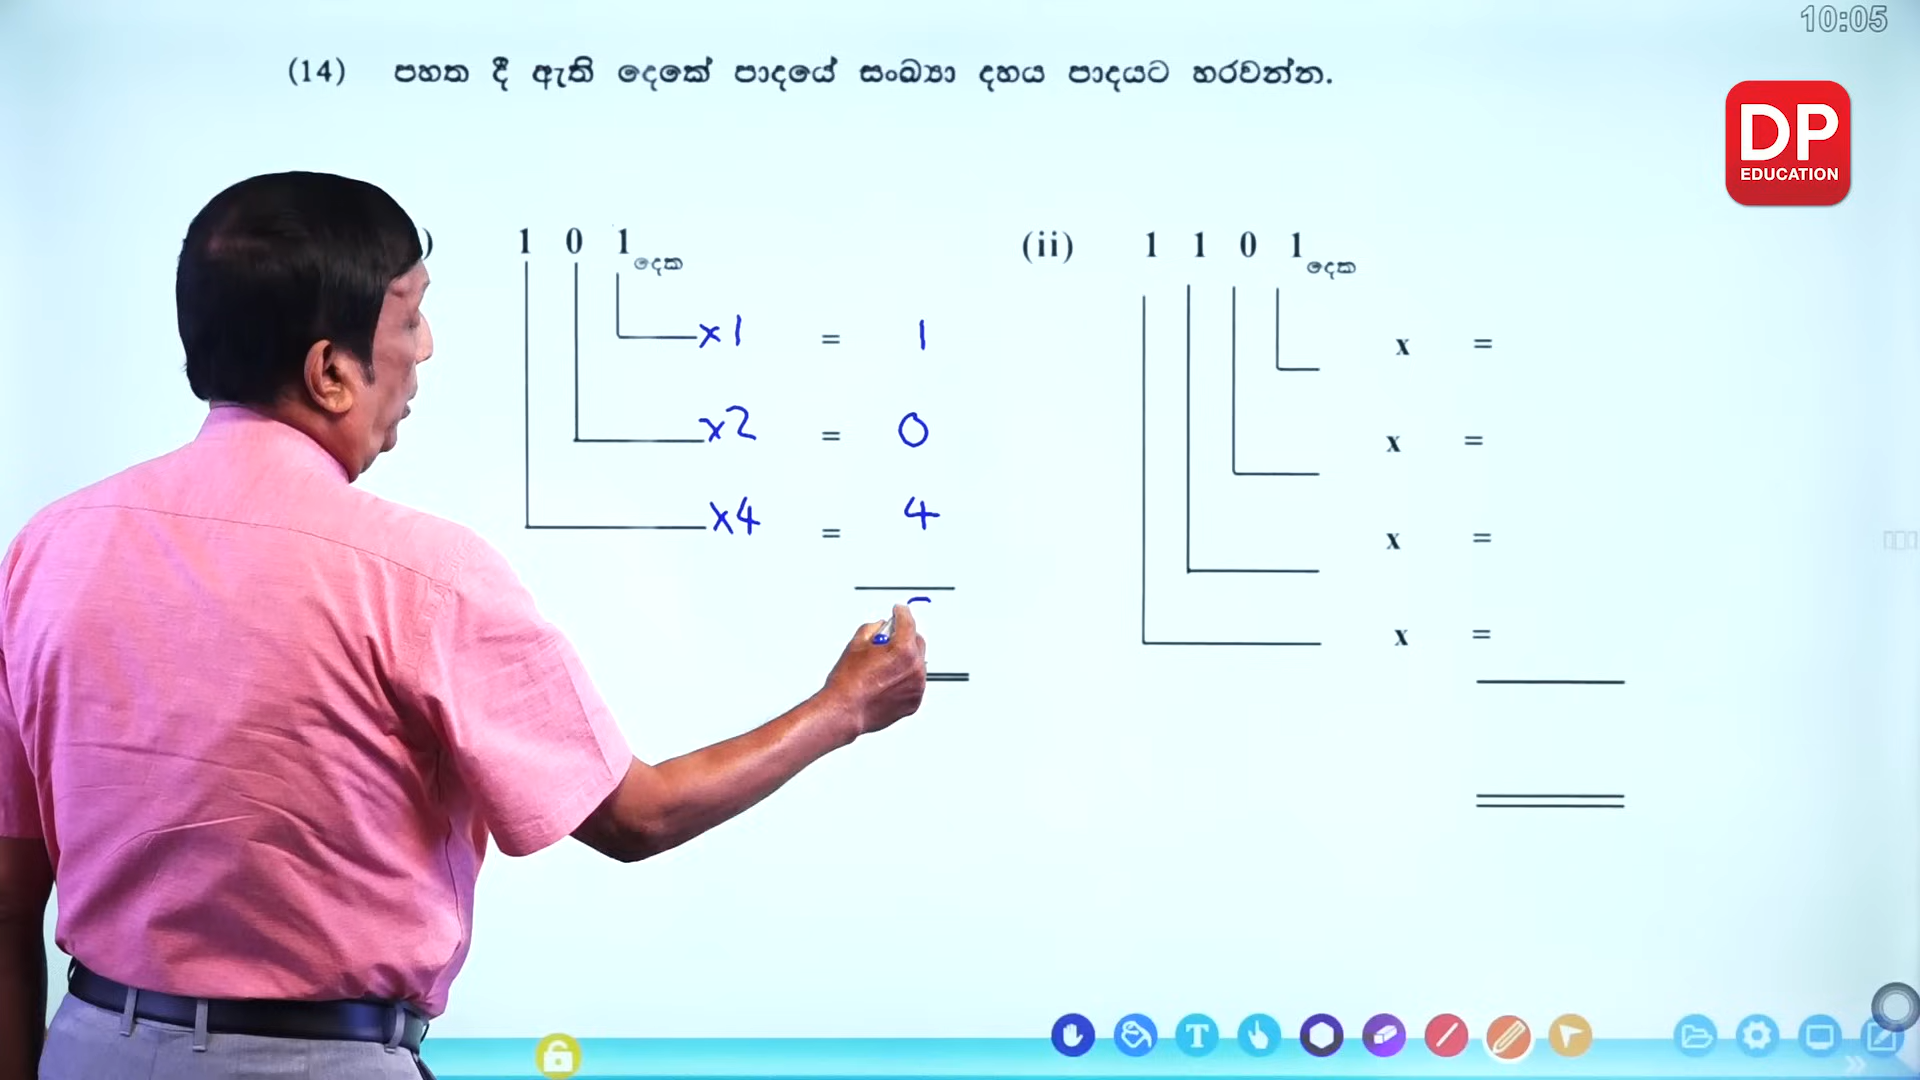 10:05
(14) පහත දී ඇති දෙකේ පාදයේ සංඛ්‍යා දහය පාදයට හරවන්න.
DP
EDUCATION
) 1 0 1 දෙක
x1 = 1
x2 = 0
x4 = 4
(ii) 1 1 0 1 දෙක
x =
x =
x =
x =
T